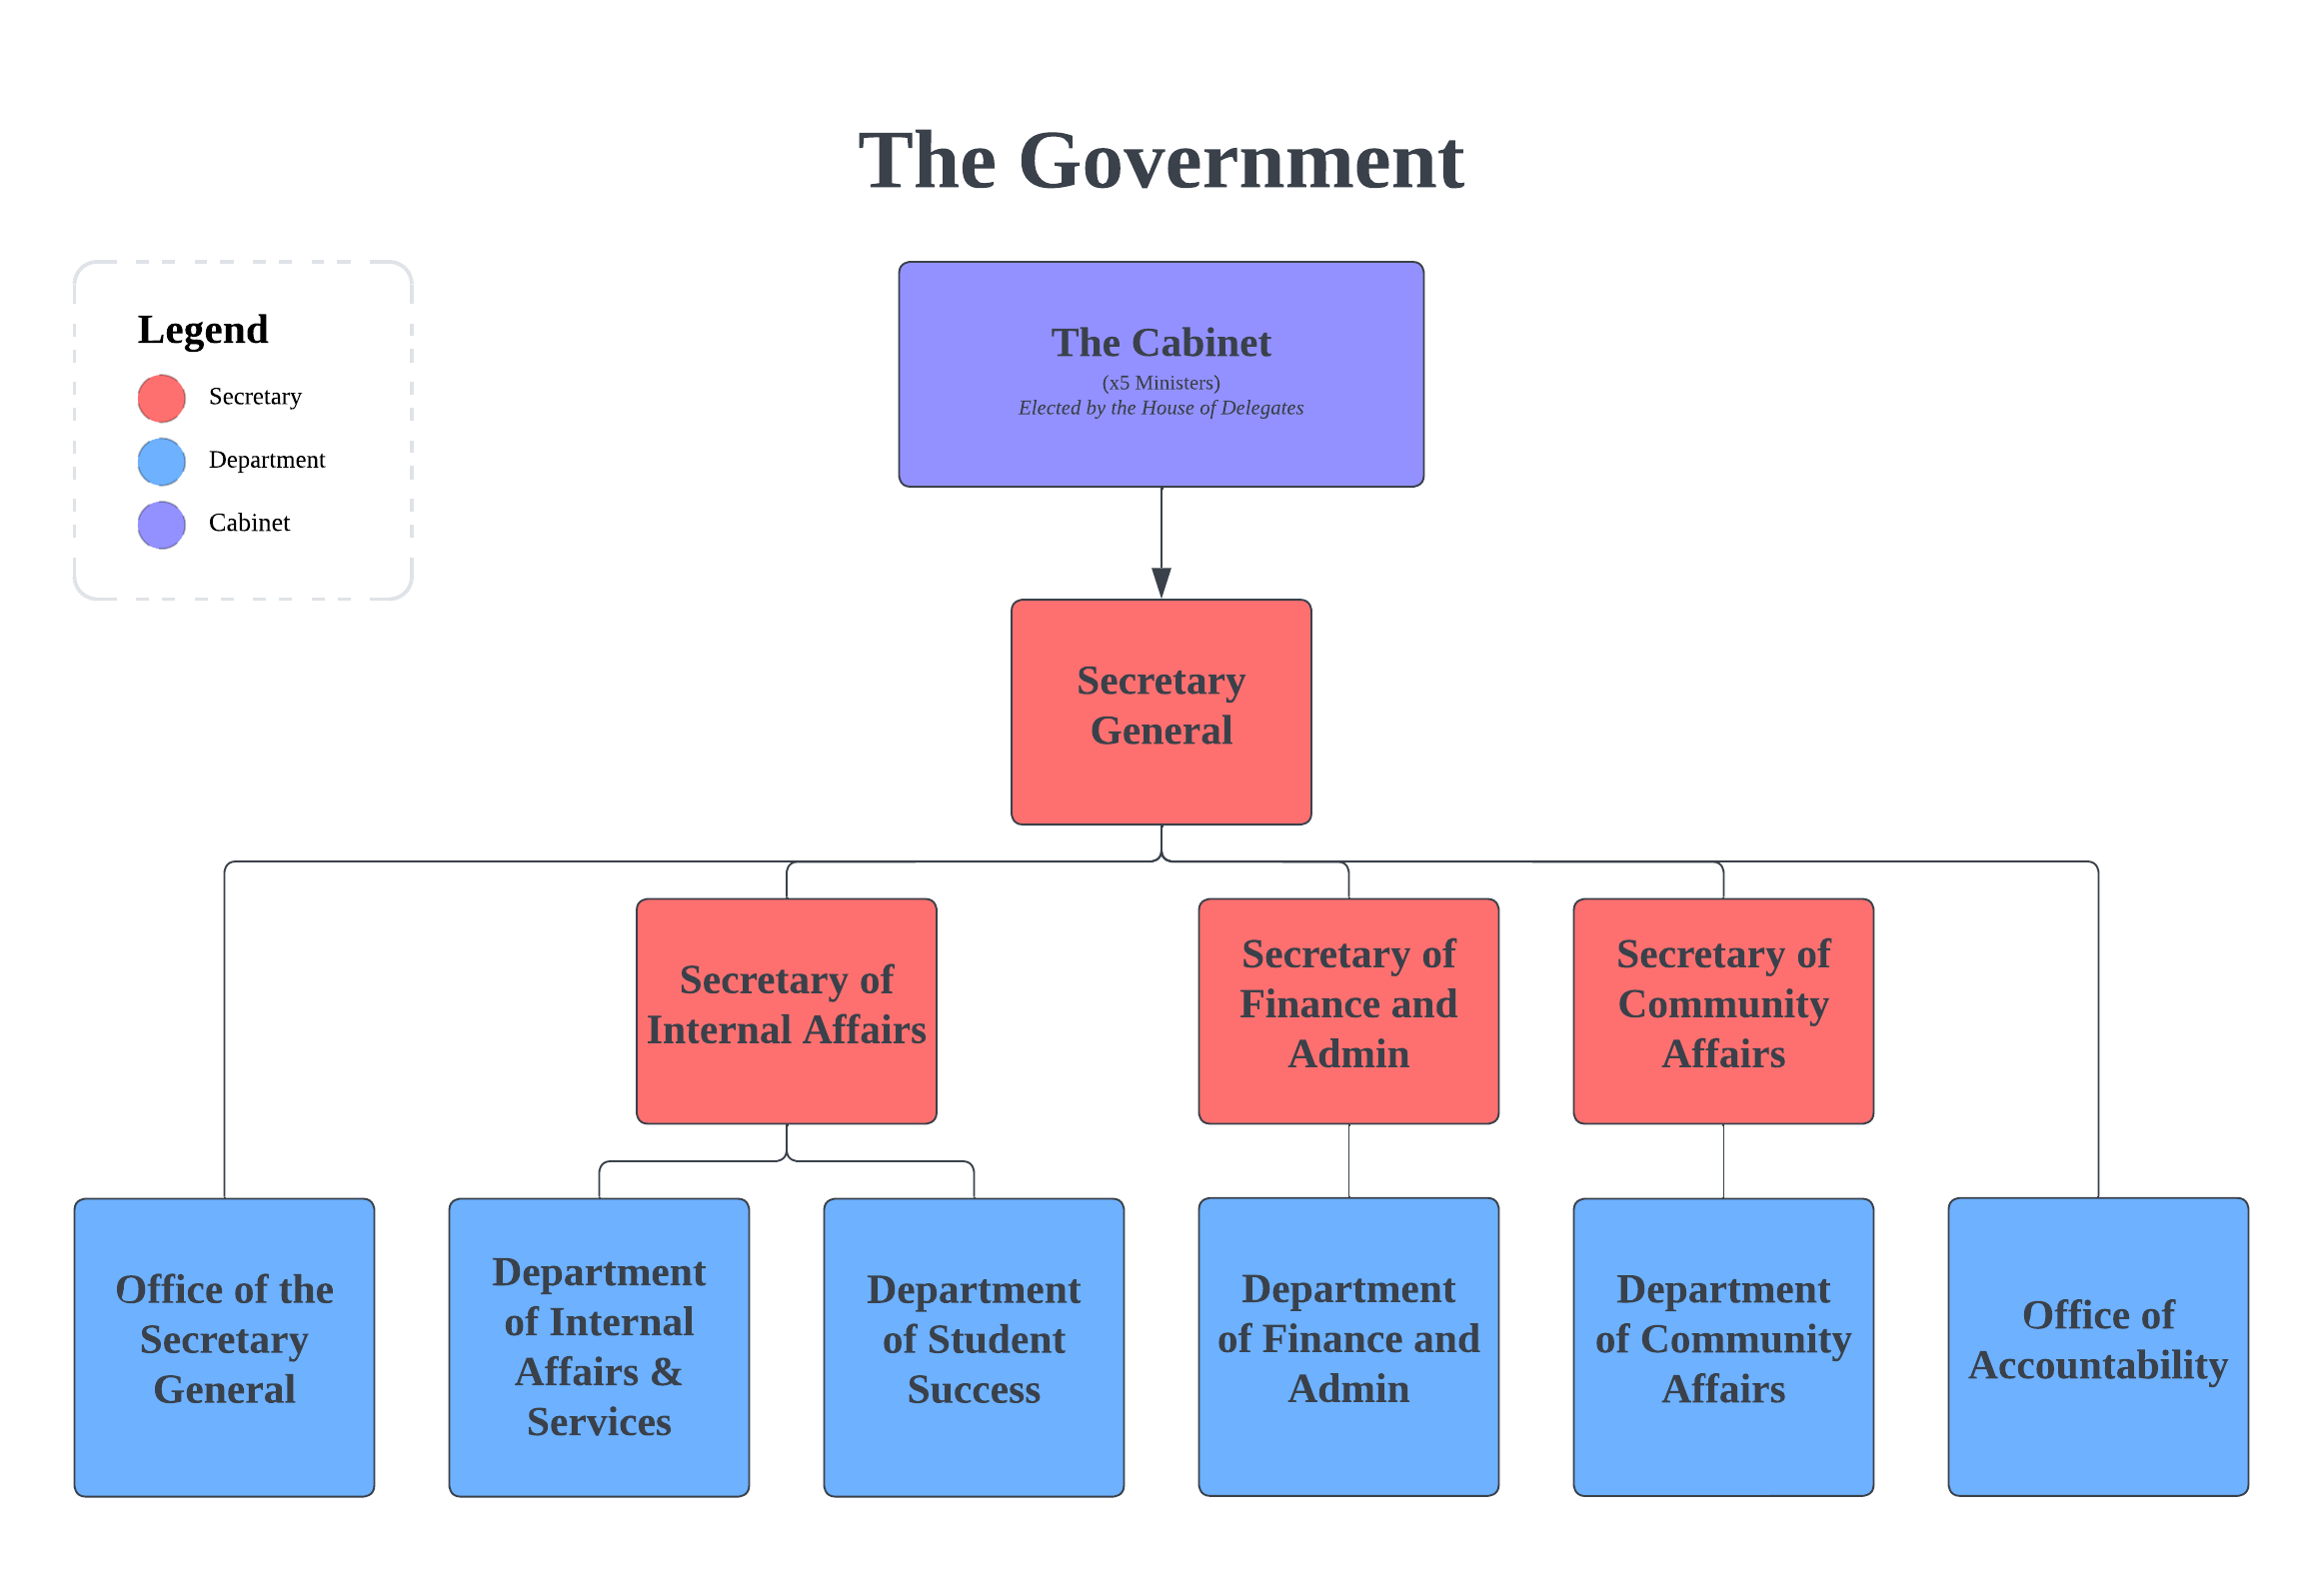 The Government
Legend
Secretary
Department
Cabinet
The Cabinet
(x5 Ministers)
Elected by the House of Delegates
Secretary
General
Secretary of
Internal Affairs
Secretary of
Finance and
Admin
Secretary of
Community
Affairs
Office of the
Secretary
General
Department
of Internal
Affairs &
Services
Department
of Student
Success
Department
of Finance and
Admin
Department
of Community
Affairs
Office of
Accountability